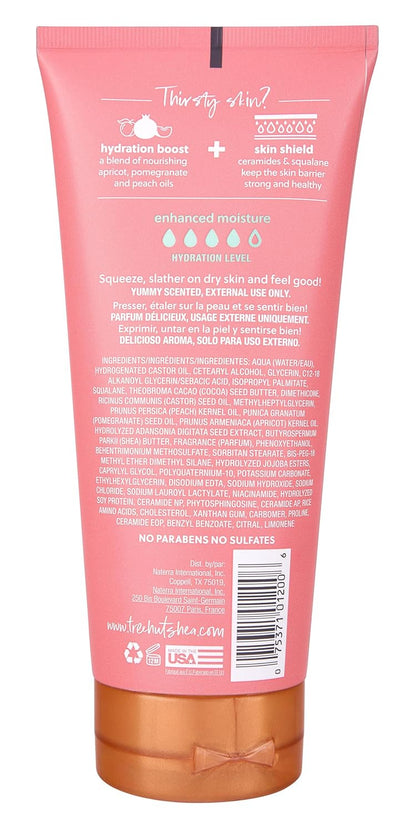 Thirsty skin?
hydration boost
a blend of nourishing
apricot, pomegranate
and peach oils
+
skin shield
ceramides & squalane
keep the skin barrier
strong and healthy
enhanced moisture
HYDRATION LEVEL
Squeeze, slather on dry skin and feel good!
YUMMY SCENTED, EXTERNAL USE ONLY.
Presser, étaler sur la peau et se sentir bien!
PARFUM DÉLICIEUX, USAGE EXTERNE UNIQUEMENT.
Exprimir, untar en la piel y sentirse bien!
DELICIOSO AROMA, SOLO PARA USO EXTERNO.
INGREDIENTS/INGRÉDIENTS/INGREDIENTES: AQUA (WATER/EAU),
HYDROGENATED CASTOR OIL, CETEARYL ALCOHOL, GLYCERIN, C12-18
ALKANOYL GLYCERIN/SEBACIC ACID, ISOPROPYL PALMITATE,
SQUALANE, THEOBROMA CACAO (COCOA) SEED BUTTER, DIMETHICONE,
RICINUS COMMUNIS (CASTOR) SEED OIL, METHYLHEPTYLGLYCERIN,
PRUNUS PERSICA (PEACH) KERNEL OIL, PUNICA GRANATUM
(POMEGRANATE) SEED OIL, PRUNUS ARMENIACA (APRICOT) KERNEL OIL,
HYDROLYZED ADANSONIA DIGITATA SEED EXTRACT, BUTYROSPERMUM
PARKII (SHEA) BUTTER, FRAGRANCE (PARFUM), PHENOXYETHANOL,
BEHENTRIMONIUM METHOSULFATE, SORBITAN STEARATE, BIS-PEG-18
METHYL ETHER DIMETHYL SILANE, HYDROLYZED JOJOBA ESTERS,
CAPRYLYL GLYCOL, POLYQUATERNIUM-10, POTASSIUM CARBONATE,
ETHYLHEXYLGLYCERIN, DISODIUM EDTA, SODIUM HYDROXIDE, SODIUM
CHLORIDE, SODIUM LAUROYL LACTYLATE, NIACINAMIDE, HYDROLYZED
SOY PROTEIN, CERAMIDE NP, PHYTOSPHINGOSINE, CERAMIDE AP, RICE
AMINO ACIDS, CHOLESTEROL, XANTHAN GUM, CARBOMER, PROLINE,
CERAMIDE EOP, BENZYL BENZOATE, CITRAL, LIMONENE
NO PARABENS NO SULFATES
Dist. by/par:
Naterra International, Inc.
Coppell, TX 75019.
Naterra International, Inc.
250 Bis Boulevard Saint-Germain
75007 Paris, France
www.treehutshea.com
12 M
MADE IN THE
USA
0 75371 01200 6